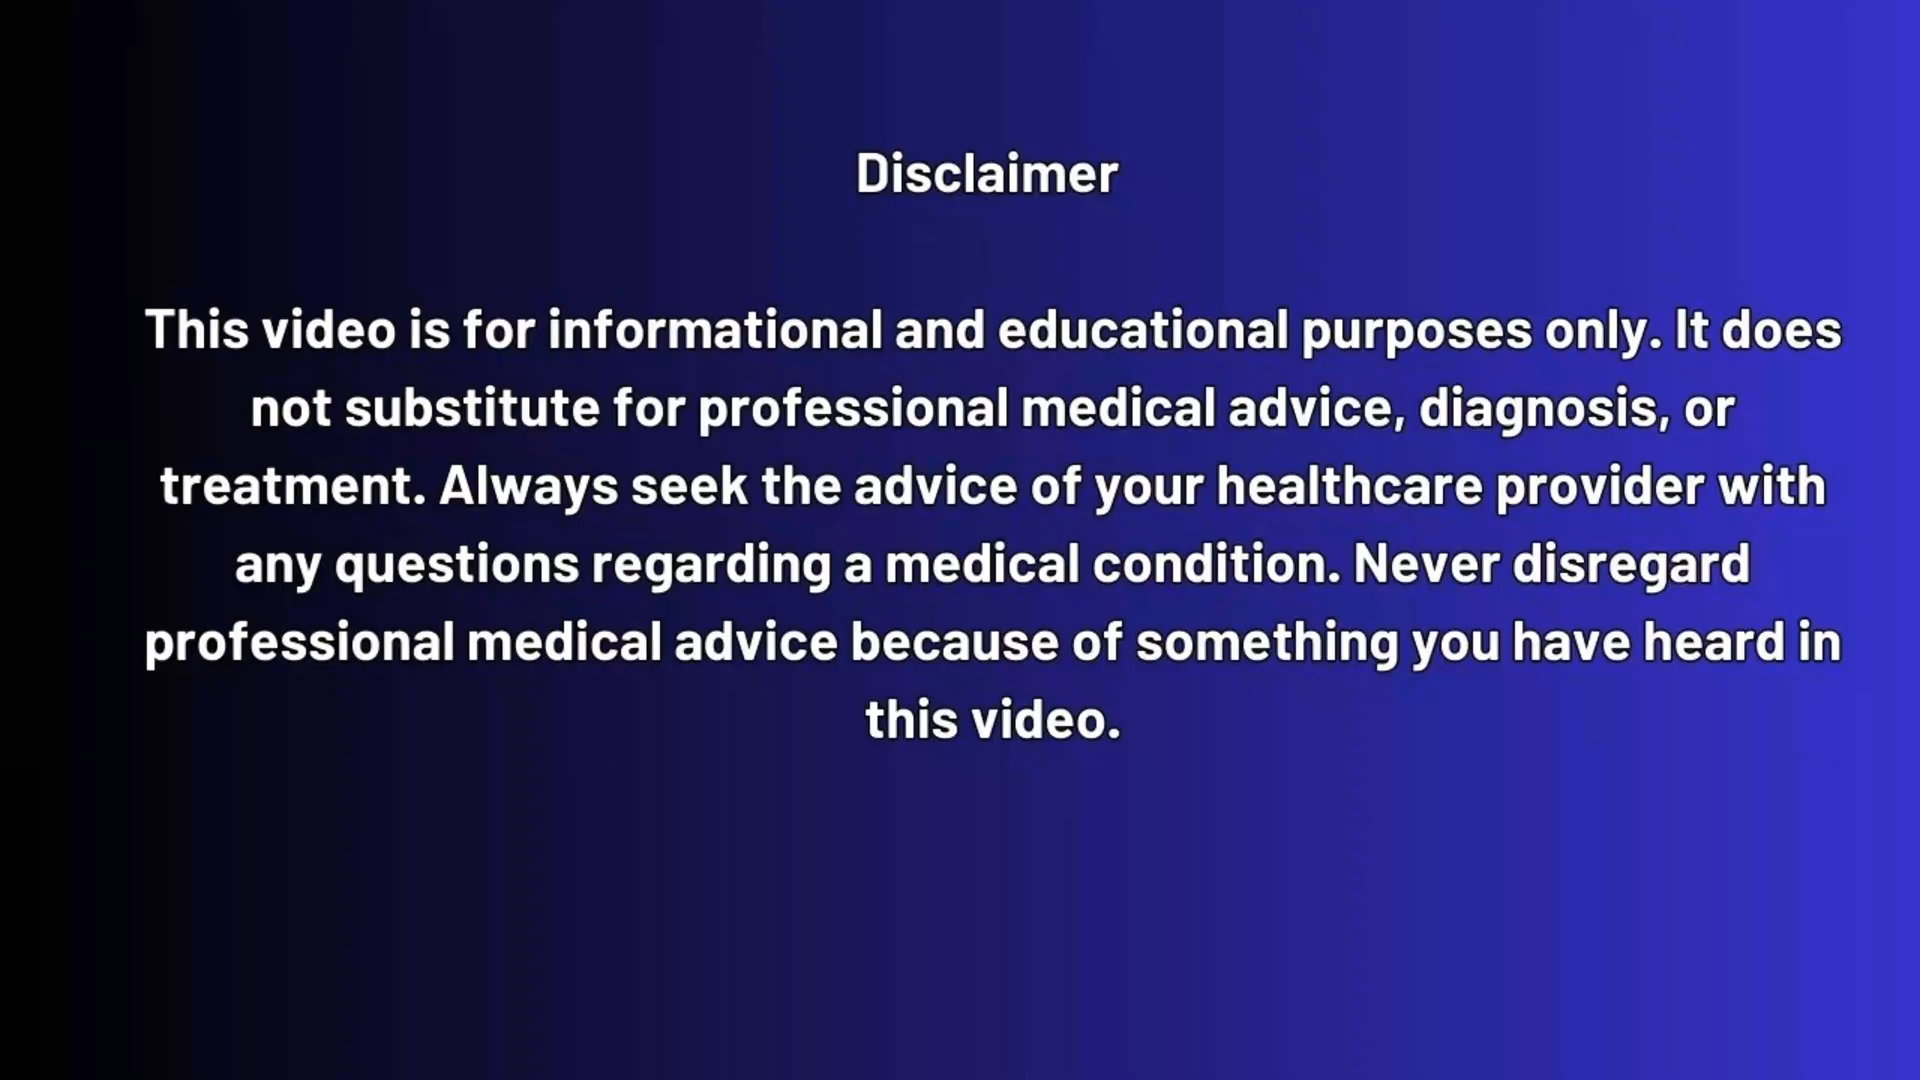 Disclaimer
This video is for informational and educational purposes only. It does
not substitute for professional medical advice, diagnosis, or
treatment. Always seek the advice of your healthcare provider with
any questions regarding a medical condition. Never disregard
professional medical advice because of something you have heard in
this video.